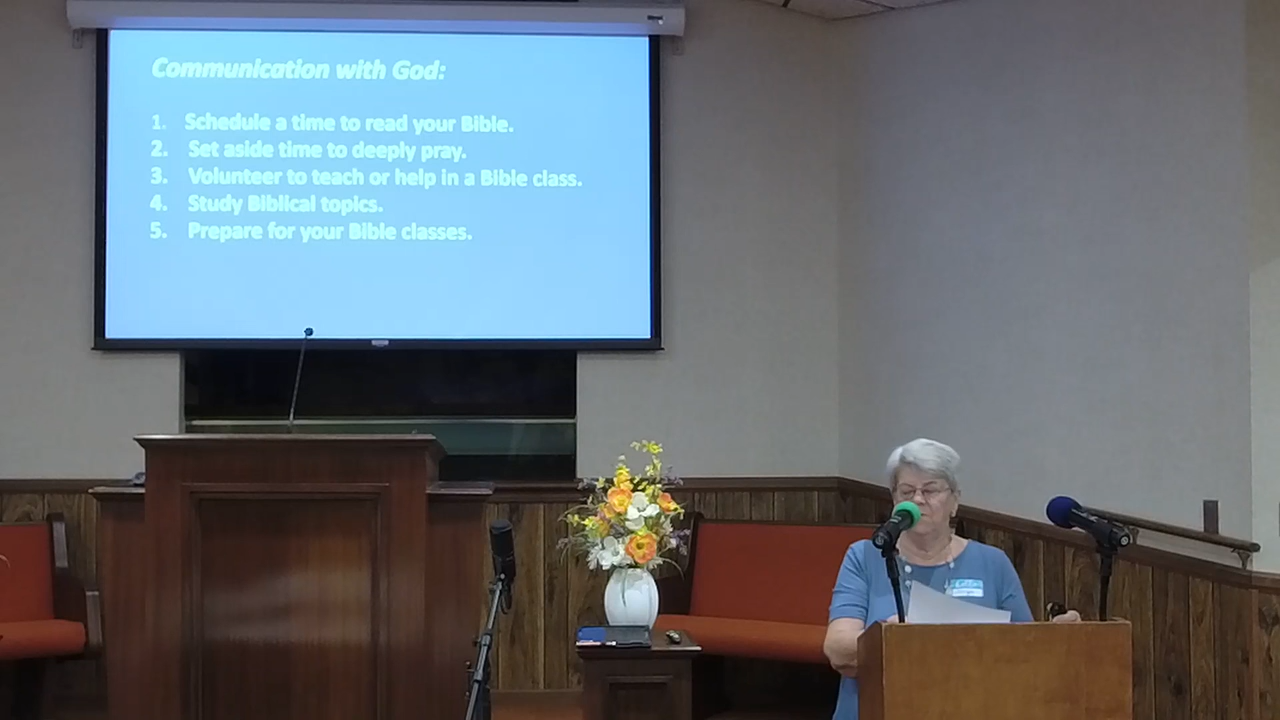 Communication with God:
1. Schedule a time to read your Bible.
2. Set aside time to deeply pray.
3. Volunteer to teach or help in a Bible class.
4. Study Biblical topics.
5. Prepare for your Bible classes.